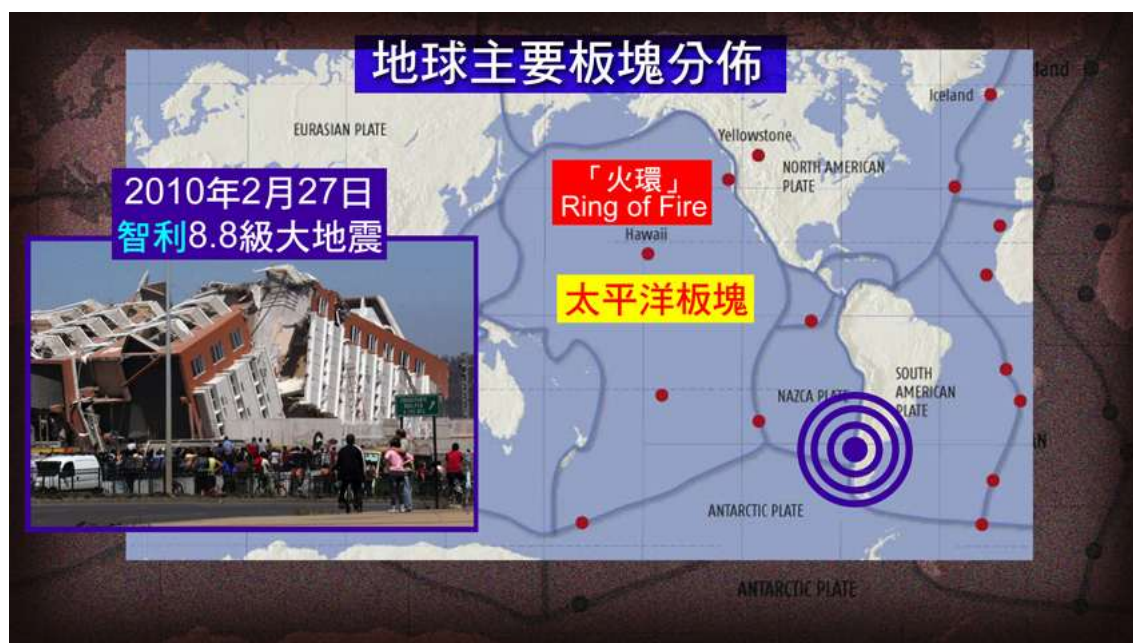 地球主要板塊分佈
land
Iceland
EURASIAN PLATE
Yellowstone
NORTH AMERICAN
PLATE
2010年2月27日
智利8.8級大地震
「火環」
Ring of Fire
Hawaii
太平洋板塊
NAZCA PLATE
SOUTH
AMERICAN
PLATE
AN
ANTARCTIC PLATE
ANTARCTIC PLATE